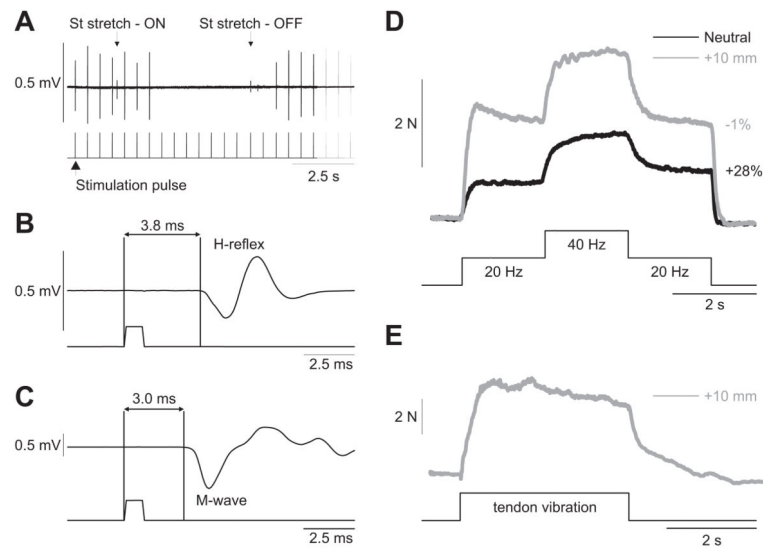 A
St stretch - ON
St stretch - OFF
0.5 mV
2.5 s
Stimulation pulse
B
3.8 ms
H-reflex
0.5 mV
2.5 ms
C
3.0 ms
0.5 mV
M-wave
2.5 ms
D
Neutral
+10 mm
2 N
-1%
+28%
40 Hz
20 Hz
20 Hz
2 s
E
+10 mm
2 N
tendon vibration
2 s